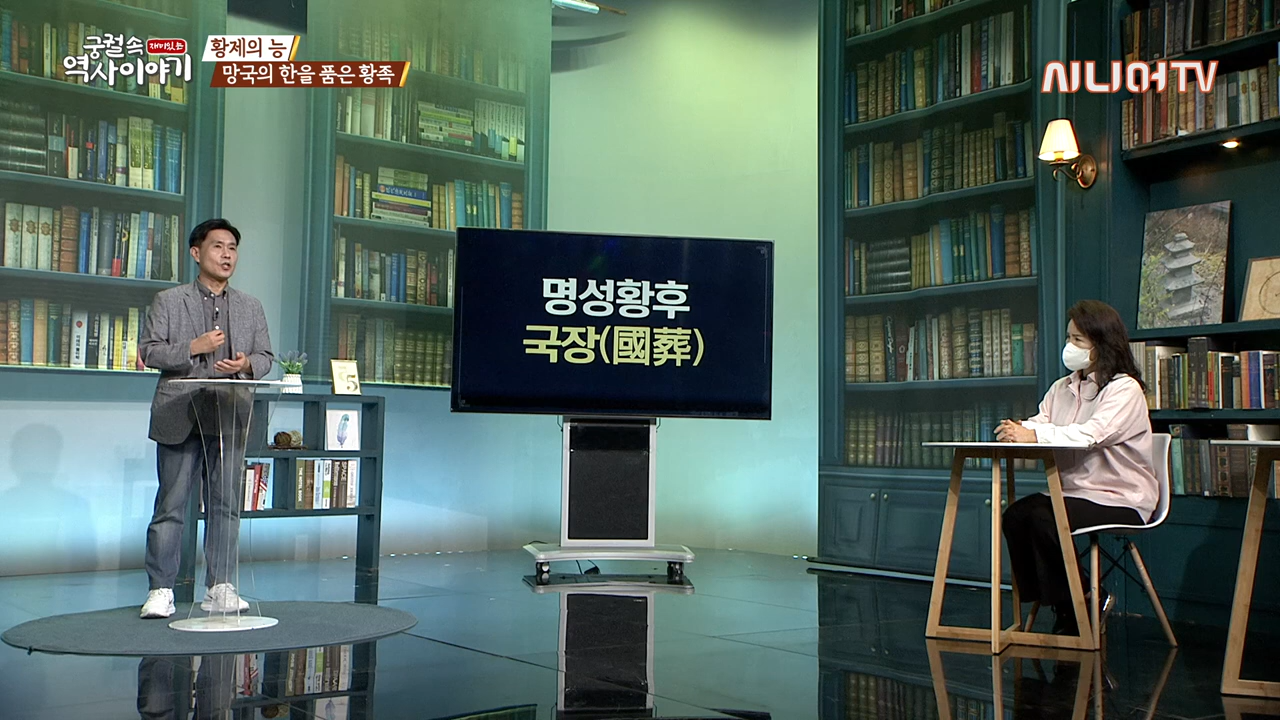 궁궐 속 재미있는
역사이야기
황제의 능
망국의 한을 품은 황족
시니어TV
명성황후
국장(國葬)
5